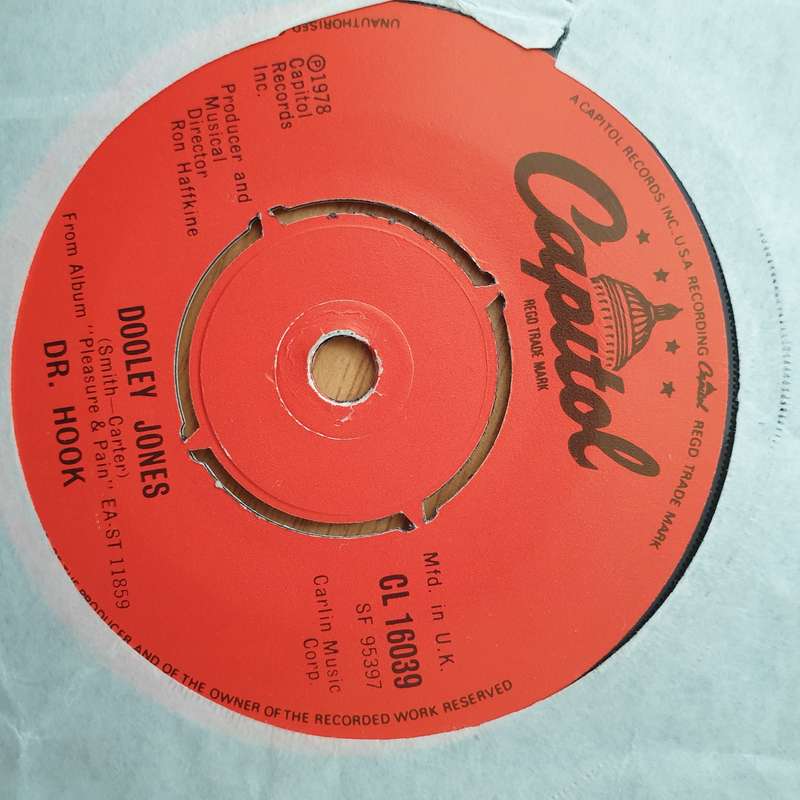 A CAPITOL RECORDS INC.-U.S.A RECORDING Capitol REGD TRADE MARK
Capitol
REGD TRADE MARK
℗1978
Capitol
Records
Inc.
Producer and
Musical
Director
Ron Haffkine
Mfd. in U.K.
CL 16039
SF 95397
Carlin Music
Corp.
DOOLEY JONES
(Smith—Carter)
From Album "Pleasure & Pain" EA·ST 11859
DR. HOOK
PRODUCER AND OF THE OWNER OF THE RECORDED WORK RESERVED
UNAUTHORISED